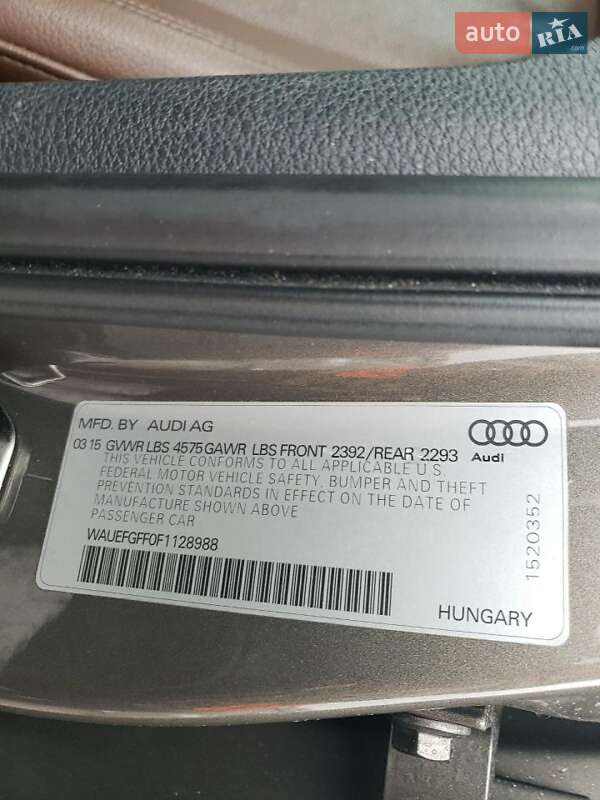 auto RIA.com
MFD. BY AUDI AG
03 15 GVWR LBS 4575 GAWR LBS FRONT 2392/REAR 2293
THIS VEHICLE CONFORMS TO ALL APPLICABLE U.S.
FEDERAL MOTOR VEHICLE SAFETY, BUMPER AND THEFT
PREVENTION STANDARDS IN EFFECT ON THE DATE OF
MANUFACTURE SHOWN ABOVE
PASSENGER CAR
WAUEFGFF0F1128988
Audi
1520352
HUNGARY